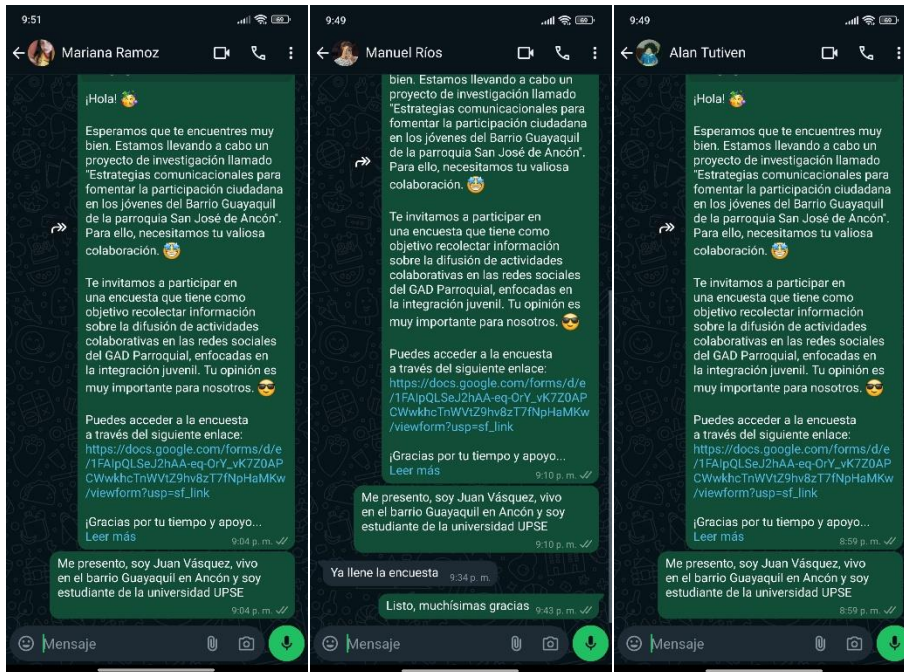 9:51
69
Mariana Ramoz
¡Hola!
Esperamos que te encuentres muy
bien. Estamos llevando a cabo un
proyecto de investigación llamado
"Estrategias comunicacionales para
fomentar la participación ciudadana
en los jóvenes del Barrio Guayaquil
de la parroquia San José de Ancón".
Para ello, necesitamos tu valiosa
colaboración.
Te invitamos a participar en
una encuesta que tiene como
objetivo recolectar información
sobre la difusión de actividades
colaborativas en las redes sociales
del GAD Parroquial, enfocadas en
la integración juvenil. Tu opinión es
muy importante para nosotros.
Puedes acceder a la encuesta
a través del siguiente enlace:
https://docs.google.com/forms/d/e
/1FAIpQLSeJ2hAA-eq-OrY_vK7Z0AP
CWwkhcTnWVtZ9hv8zT7fNpHaMKw
/viewform?usp=sf_link
¡Gracias por tu tiempo y apoyo...
Leer más
9:04 p. m.
Me presento, soy Juan Vásquez, vivo
en el barrio Guayaquil en Ancón y soy
estudiante de la universidad UPSE
9:04 p. m.
Mensaje
9:49
69
Manuel Ríos
bien. Estamos llevando a cabo un
proyecto de investigación llamado
"Estrategias comunicacionales para
fomentar la participación ciudadana
en los jóvenes del Barrio Guayaquil
de la parroquia San José de Ancón".
Para ello, necesitamos tu valiosa
colaboración.
Te invitamos a participar en
una encuesta que tiene como
objetivo recolectar información
sobre la difusión de actividades
colaborativas en las redes sociales
del GAD Parroquial, enfocadas en
la integración juvenil. Tu opinión es
muy importante para nosotros.
Puedes acceder a la encuesta
a través del siguiente enlace:
https://docs.google.com/forms/d/e
/1FAIpQLSeJ2hAA-eq-OrY_vK7Z0AP
CWwkhcTnWVtZ9hv8zT7fNpHaMKw
/viewform?usp=sf_link
¡Gracias por tu tiempo y apoyo...
Leer más
9:10 p. m.
Me presento, soy Juan Vásquez, vivo
en el barrio Guayaquil en Ancón y soy
estudiante de la universidad UPSE
9:10 p. m.
Ya llene la encuesta 9:34 p. m.
Listo, muchísimas gracias 9:43 p. m.
Mensaje
9:49
69
Alan Tutiven
¡Hola!
Esperamos que te encuentres muy
bien. Estamos llevando a cabo un
proyecto de investigación llamado
"Estrategias comunicacionales para
fomentar la participación ciudadana
en los jóvenes del Barrio Guayaquil
de la parroquia San José de Ancón".
Para ello, necesitamos tu valiosa
colaboración.
Te invitamos a participar en
una encuesta que tiene como
objetivo recolectar información
sobre la difusión de actividades
colaborativas en las redes sociales
del GAD Parroquial, enfocadas en
la integración juvenil. Tu opinión es
muy importante para nosotros.
Puedes acceder a la encuesta
a través del siguiente enlace:
https://docs.google.com/forms/d/e
/1FAIpQLSeJ2hAA-eq-OrY_vK7Z0AP
CWwkhcTnWVtZ9hv8zT7fNpHaMKw
/viewform?usp=sf_link
¡Gracias por tu tiempo y apoyo...
Leer más
8:59 p. m.
Me presento, soy Juan Vásquez, vivo
en el barrio Guayaquil en Ancón y soy
estudiante de la universidad UPSE
8:59 p. m.
Mensaje